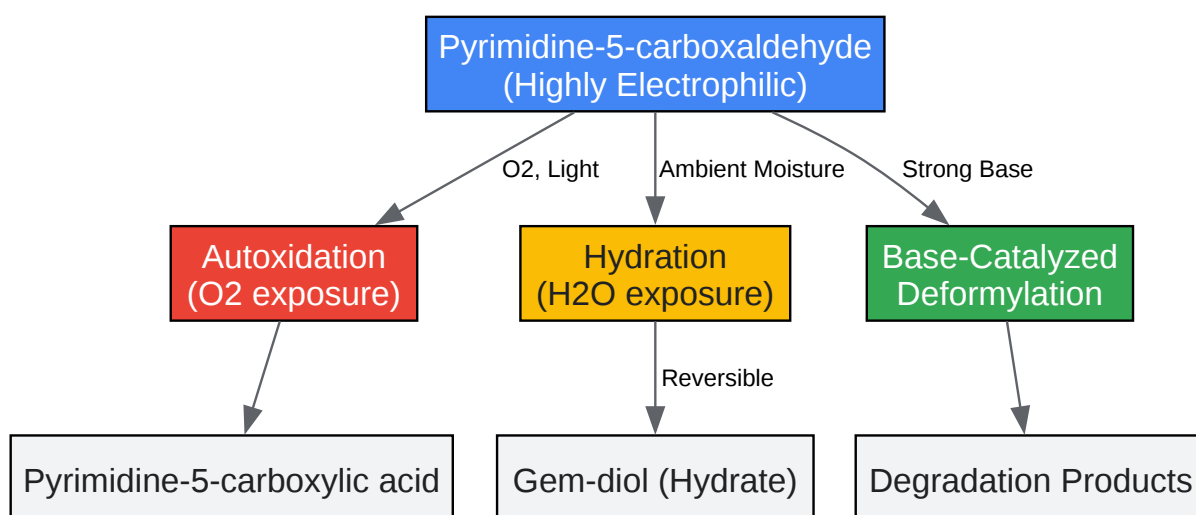 Pyrimidine-5-carboxaldehyde
(Highly Electrophilic)
O2, Light
Ambient Moisture
Strong Base
Autoxidation
(O2 exposure)
Hydration
(H2O exposure)
Base-Catalyzed
Deformylation
Reversible
Pyrimidine-5-carboxylic acid
Gem-diol (Hydrate)
Degradation Products